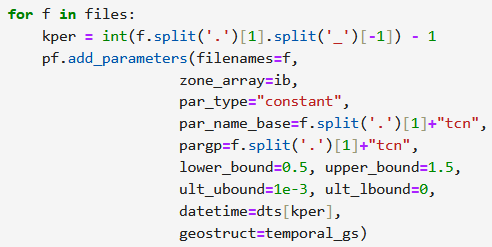 for f in files:
    kper = int(f.split('.')[1].split('_')[-1]) - 1
    pf.add_parameters(filenames=f,
                      zone_array=ib,
                      par_type="constant",
                      par_name_base=f.split('.')[1]+"tcn",
                      pargp=f.split('.')[1]+"tcn",
                      lower_bound=0.5, upper_bound=1.5,
                      ult_ubound=1e-3, ult_lbound=0,
                      datetime=dts[kper],
                      geostruct=temporal_gs)